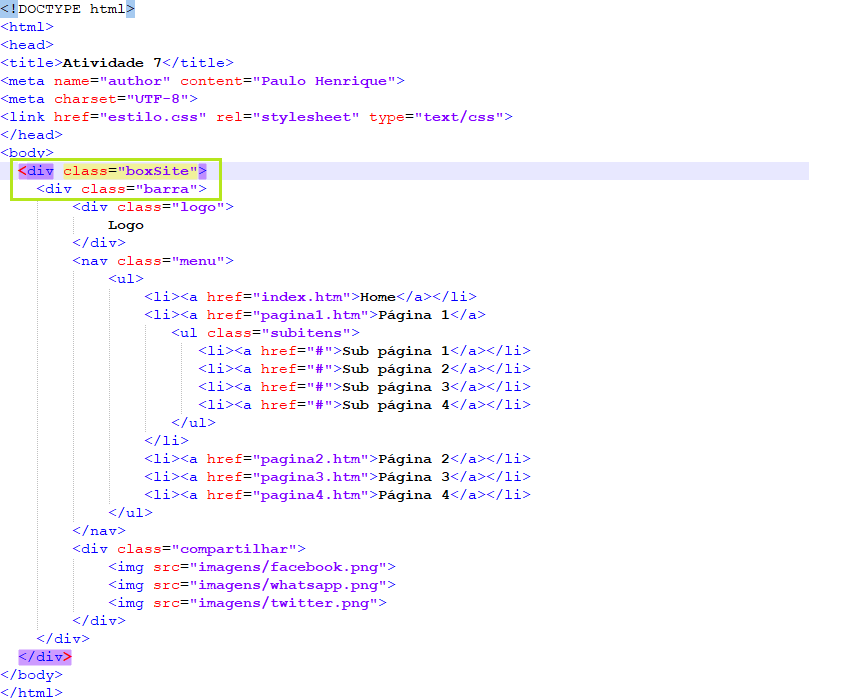 <!DOCTYPE html>
<html>
<head>
<title>Atividade 7</title>
<meta name="author" content="Paulo Henrique">
<meta charset="UTF-8">
<link href="estilo.css" rel="stylesheet" type="text/css">
</head>
<body>
<div class="boxSite">
<div class="barra">
<div class="logo">
Logo
</div>
<nav class="menu">
<ul>
<li><a href="index.htm">Home</a></li>
<li><a href="pagina1.htm">Página 1</a>
<ul class="subitens">
<li><a href="#">Sub página 1</a></li>
<li><a href="#">Sub página 2</a></li>
<li><a href="#">Sub página 3</a></li>
<li><a href="#">Sub página 4</a></li>
</ul>
</li>
<li><a href="pagina2.htm">Página 2</a></li>
<li><a href="pagina3.htm">Página 3</a></li>
<li><a href="pagina4.htm">Página 4</a></li>
</ul>
</nav>
<div class="compartilhar">
<img src="imagens/facebook.png">
<img src="imagens/whatsapp.png">
<img src="imagens/twitter.png">
</div>
</div>
</div>
</body>
</html>